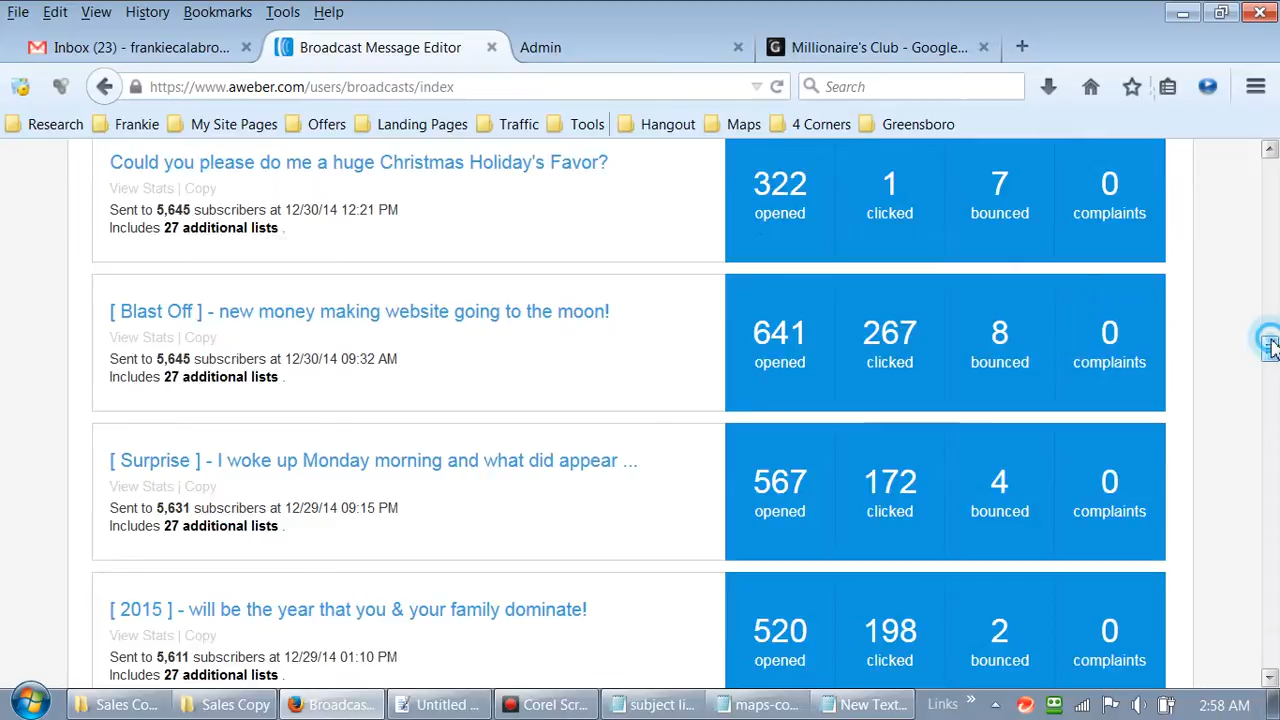 File Edit View History Bookmarks Tools Help
Inbox (23) - frankiecalabro... Broadcast Message Editor Admin Millionaire's Club - Google...
https://www.aweber.com/users/broadcasts/index Search
Research Frankie My Site Pages Offers Landing Pages Traffic Tools Hangout Maps 4 Corners Greensboro
Could you please do me a huge Christmas Holiday's Favor?
View Stats | Copy
Sent to 5,645 subscribers at 12/30/14 12:21 PM
Includes 27 additional lists .
322 1 7 0
opened clicked bounced complaints
[ Blast Off ] - new money making website going to the moon!
View Stats | Copy
Sent to 5,645 subscribers at 12/30/14 09:32 AM
Includes 27 additional lists .
641 267 8 0
opened clicked bounced complaints
[ Surprise ] - I woke up Monday morning and what did appear ...
View Stats | Copy
Sent to 5,631 subscribers at 12/29/14 09:15 PM
Includes 27 additional lists .
567 172 4 0
opened clicked bounced complaints
[ 2015 ] - will be the year that you & your family dominate!
View Stats | Copy
Sent to 5,611 subscribers at 12/29/14 01:10 PM
Includes 27 additional lists .
520 198 2 0
opened clicked bounced complaints
Sales Co... Sales Copy Broadcas... Untitled ... Corel Scr... subject li... maps-co... New Text... Links » 2:58 AM